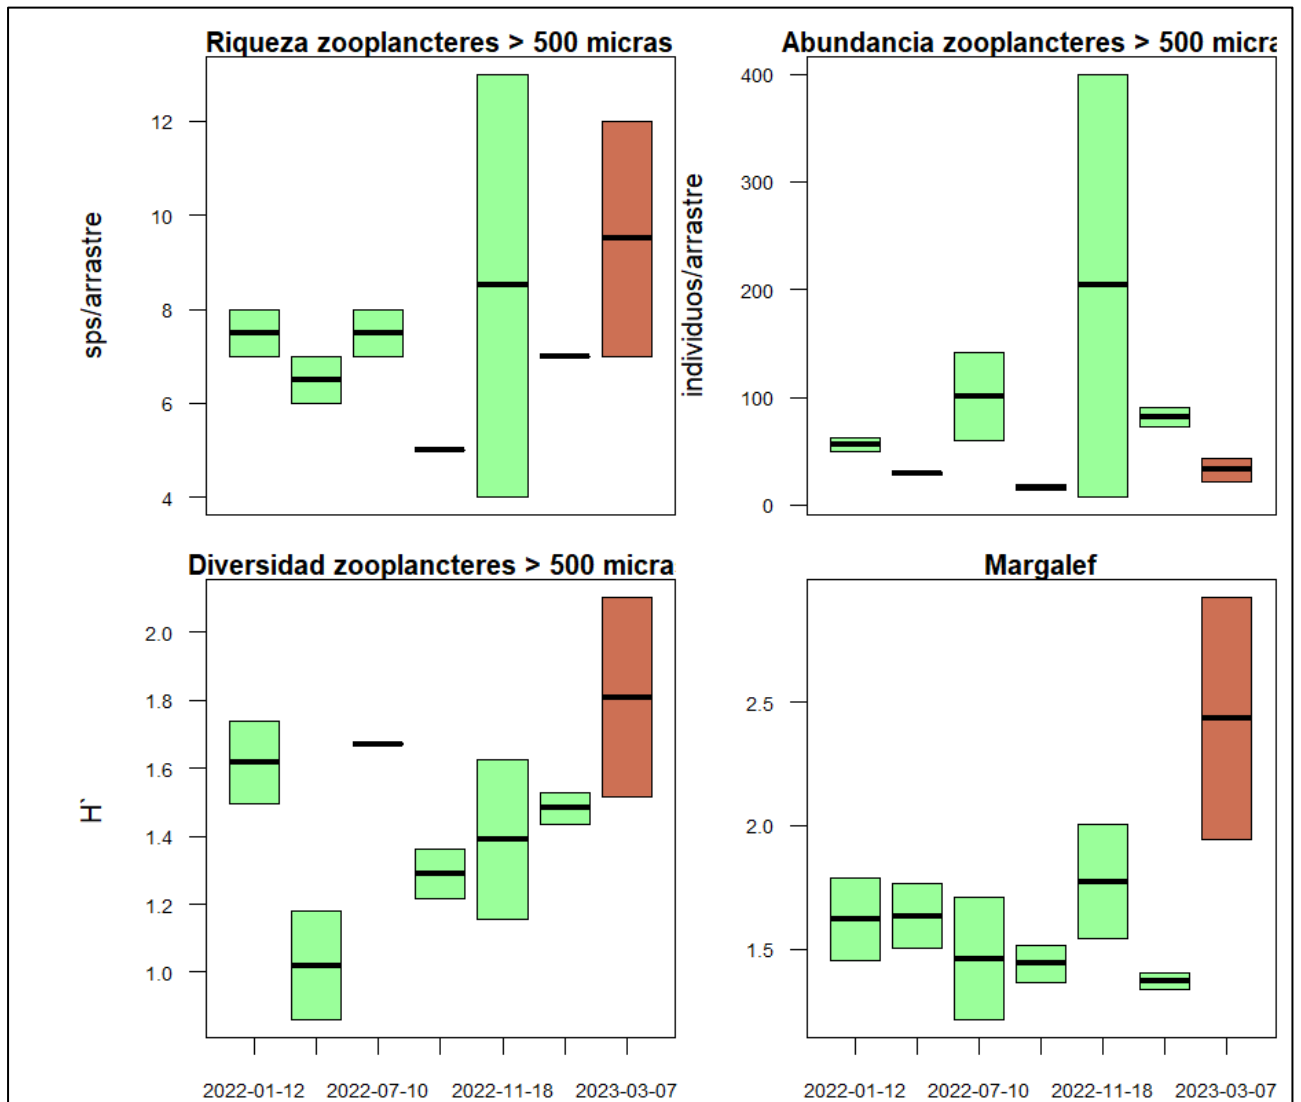 Riqueza zooplancteres > 500 micras
sps/arrastre
12
10
8
6
4
Abundancia zooplancteres > 500 micra
individuos/arrastre
400
300
200
100
0
Diversidad zooplancteres > 500 micra
H`
2.0
1.8
1.6
1.4
1.2
1.0
2022-01-12 2022-07-10 2022-11-18 2023-03-07
Margalef
2.5
2.0
1.5
2022-01-12 2022-07-10 2022-11-18 2023-03-07